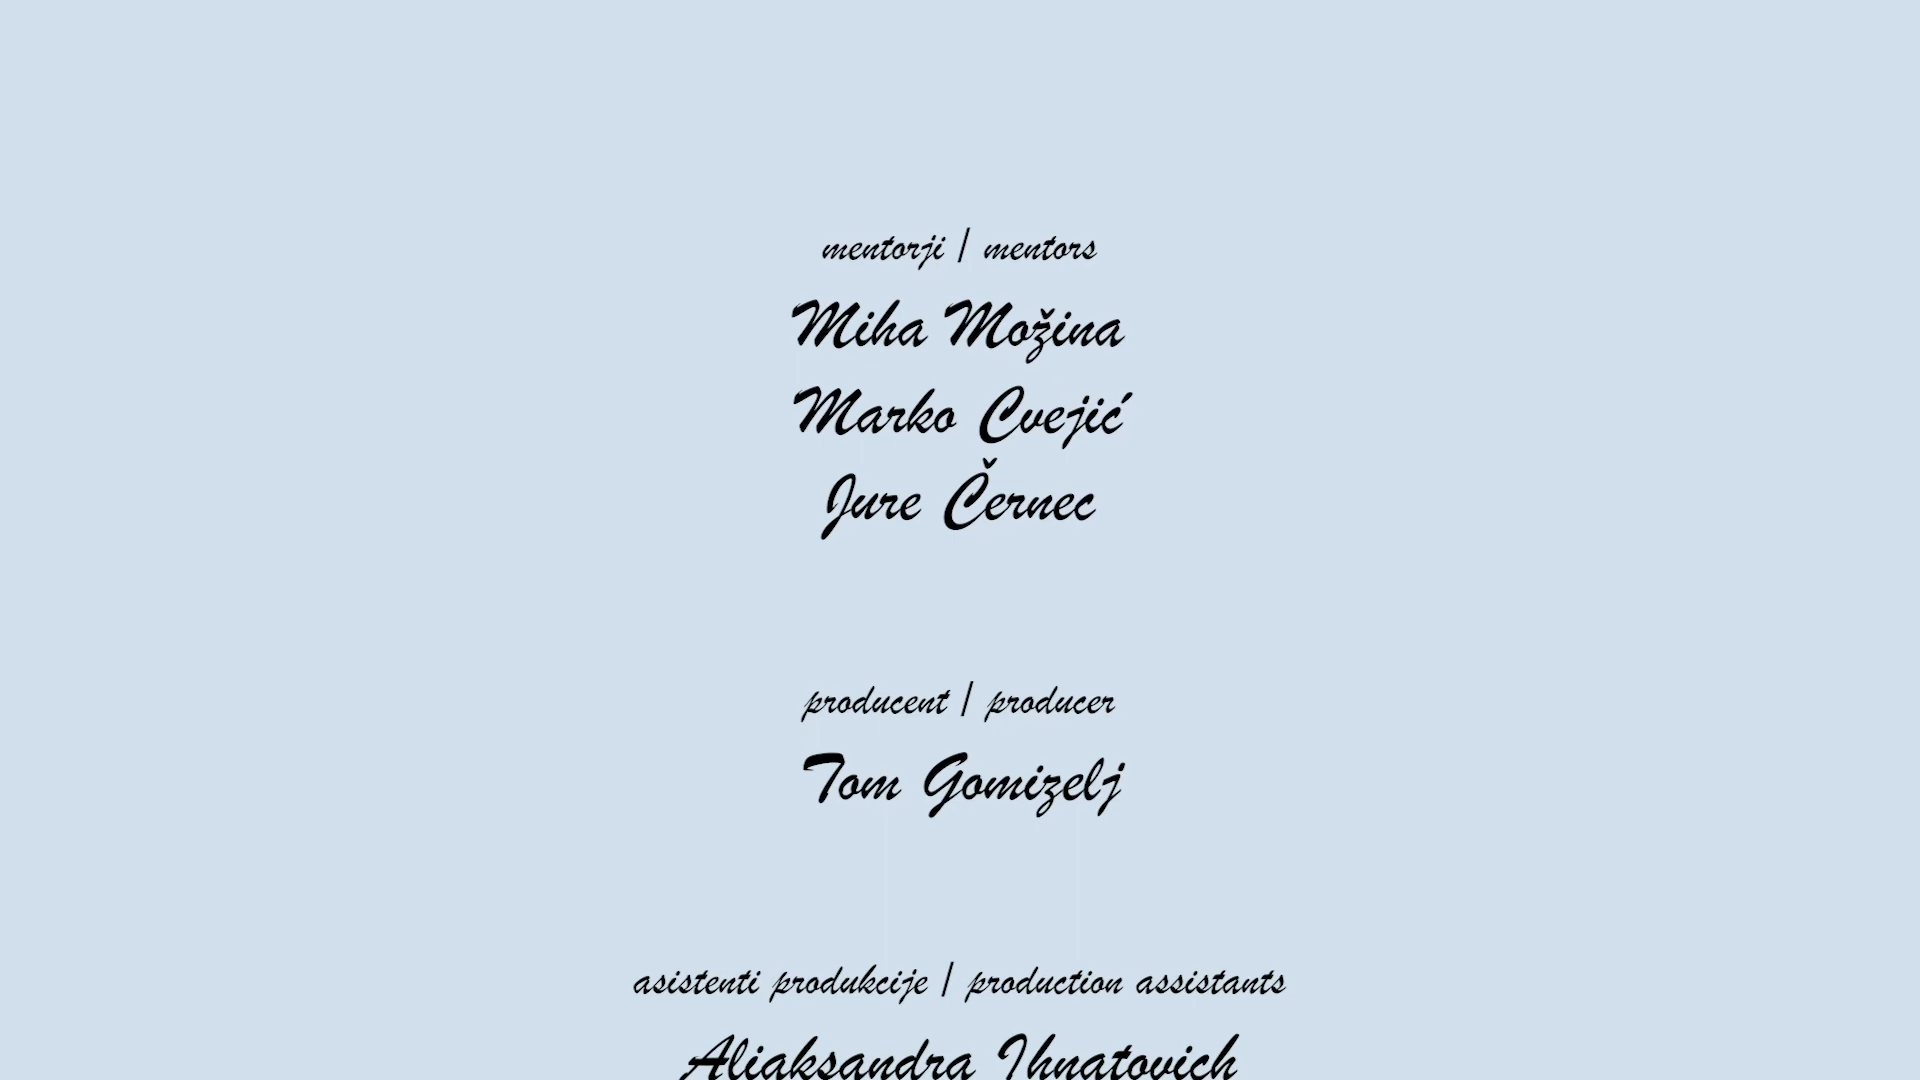 mentorji / mentors
Miha Možina
Marko Cvejić
Jure Černec
producent / producer
Tom Gomizelj
asistenti produkcije / production assistants
Aliaksandra Ihnatovich